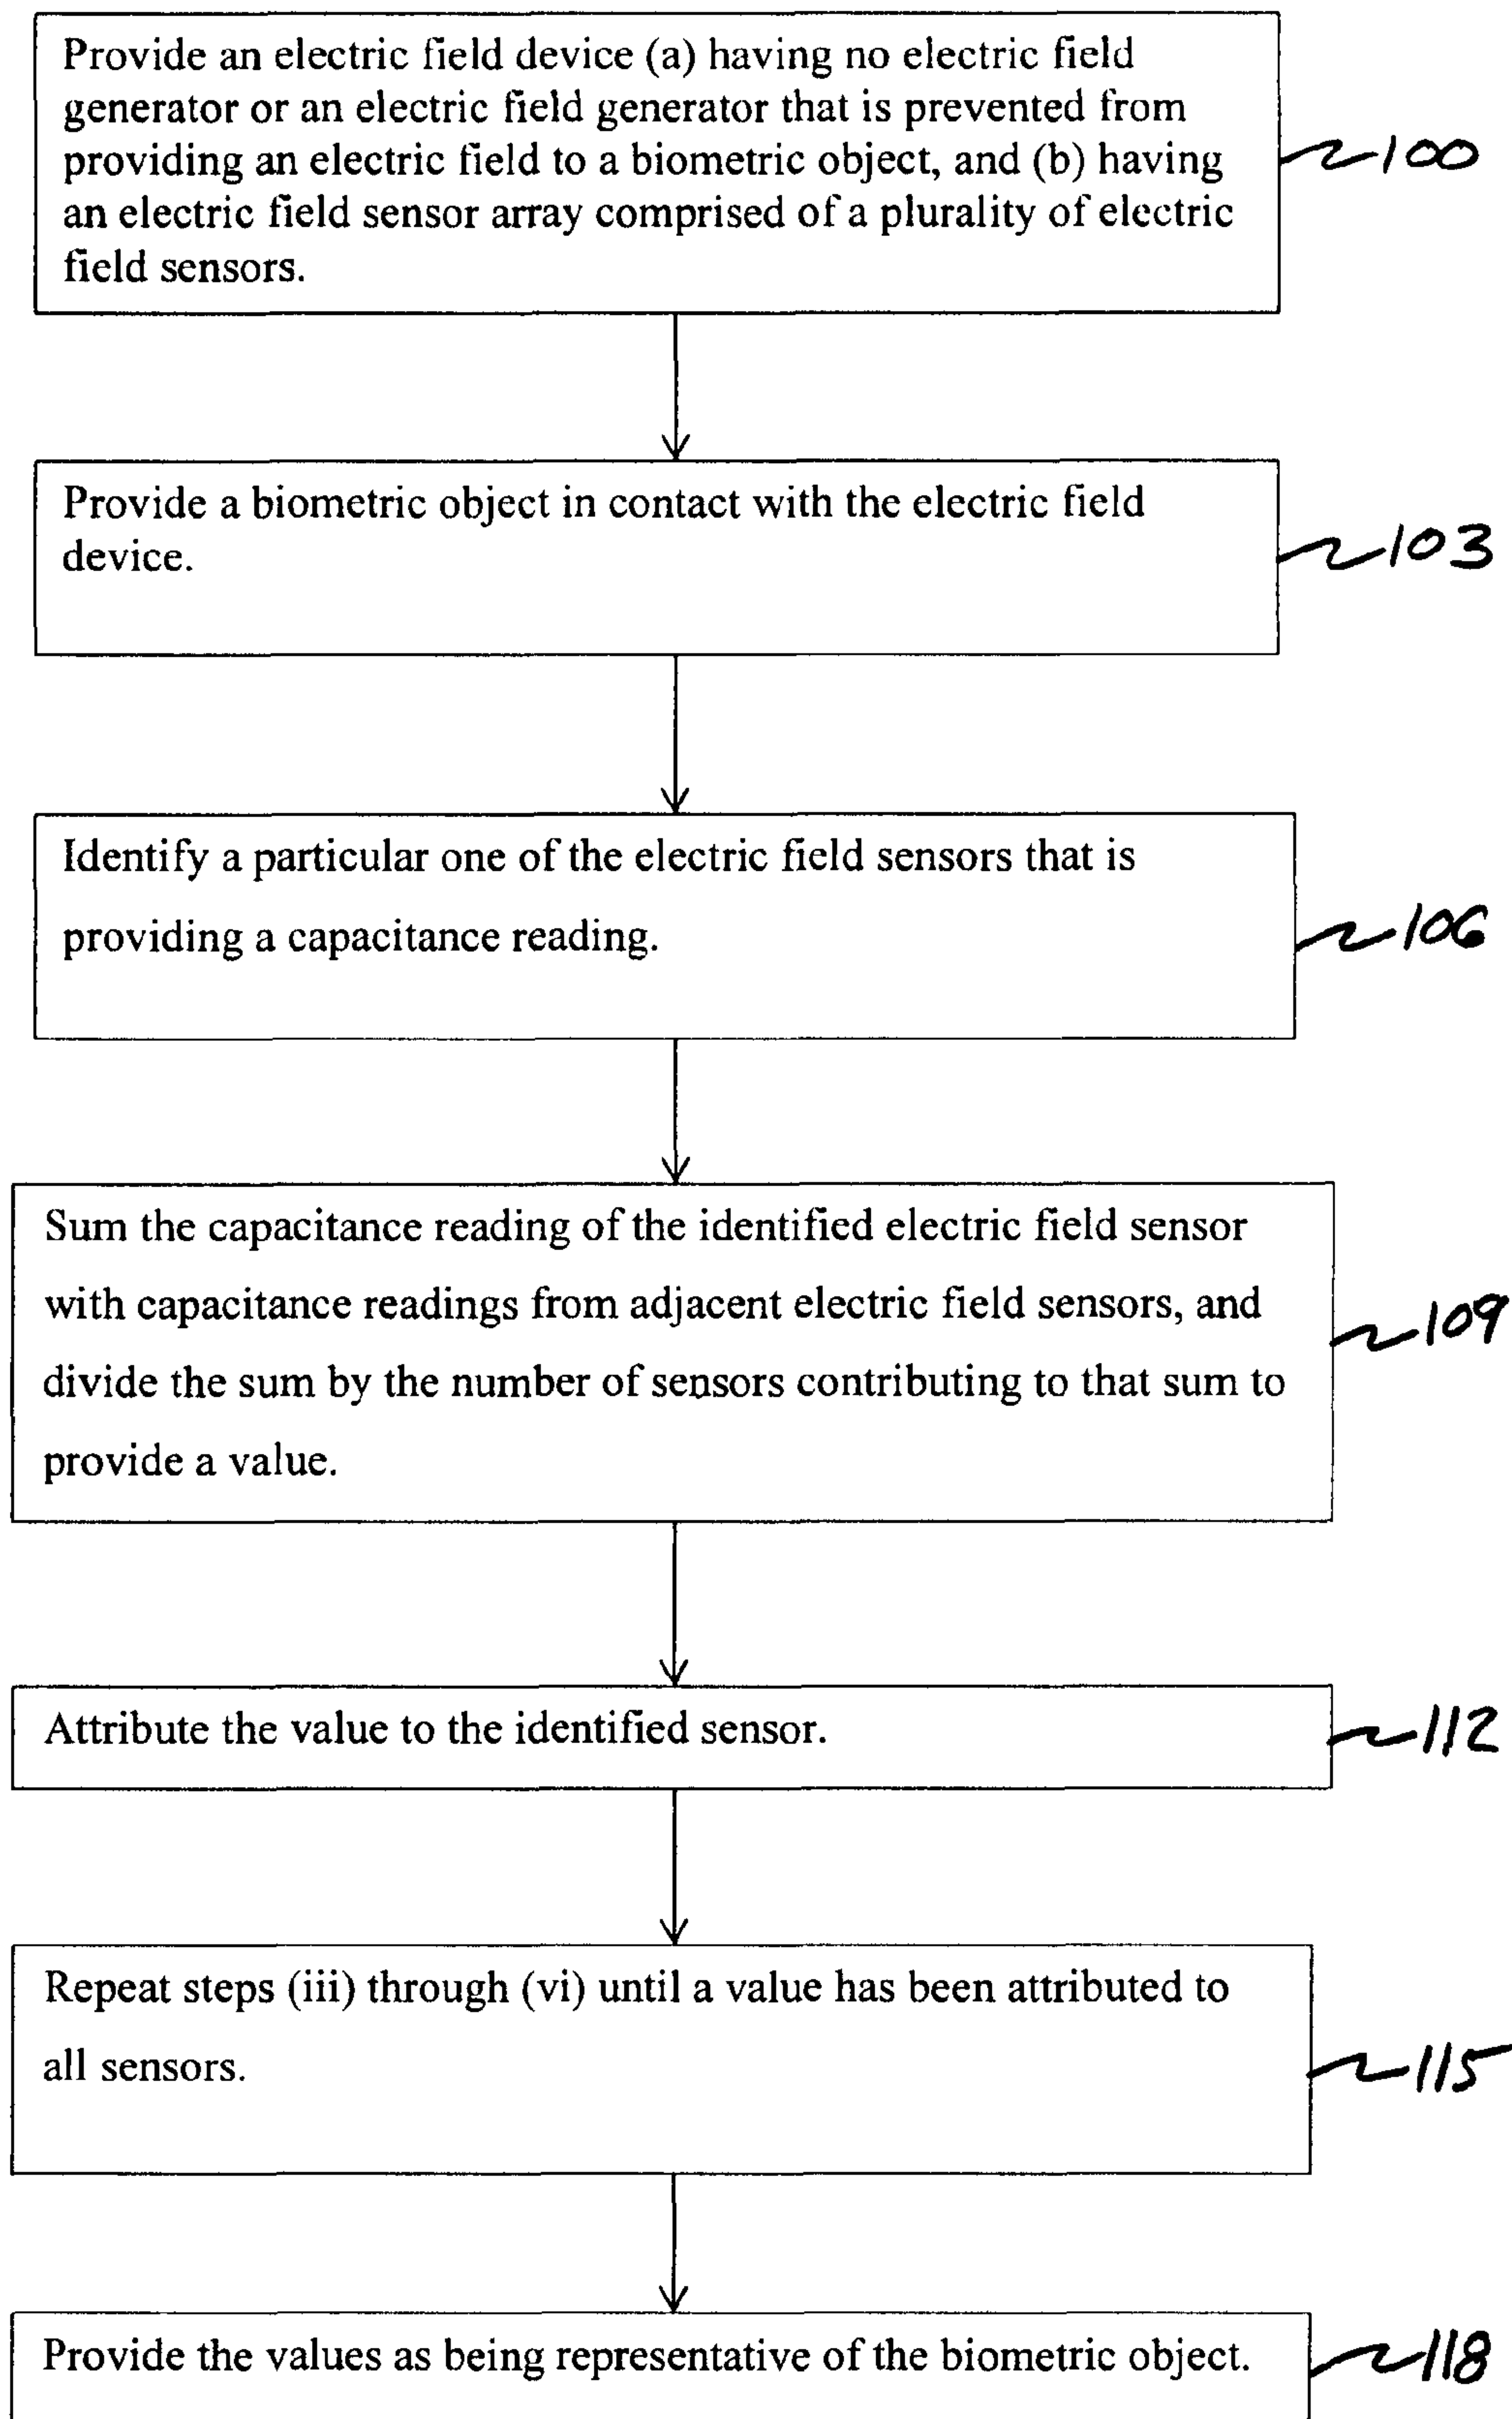 Provide an electric field device (a) having no electric field
generator or an electric field generator that is prevented from
providing an electric field to a biometric object, and (b) having
an electric field sensor array comprised of a plurality of electric
field sensors.
100
Provide a biometric object in contact with the electric field
device.
103
Identify a particular one of the electric field sensors that is
providing a capacitance reading.
106
Sum the capacitance reading of the identified electric field sensor
with capacitance readings from adjacent electric field sensors, and
divide the sum by the number of sensors contributing to that sum to
provide a value.
109
Attribute the value to the identified sensor.
112
Repeat steps (iii) through (vi) until a value has been attributed to
all sensors.
115
Provide the values as being representative of the biometric object.
118